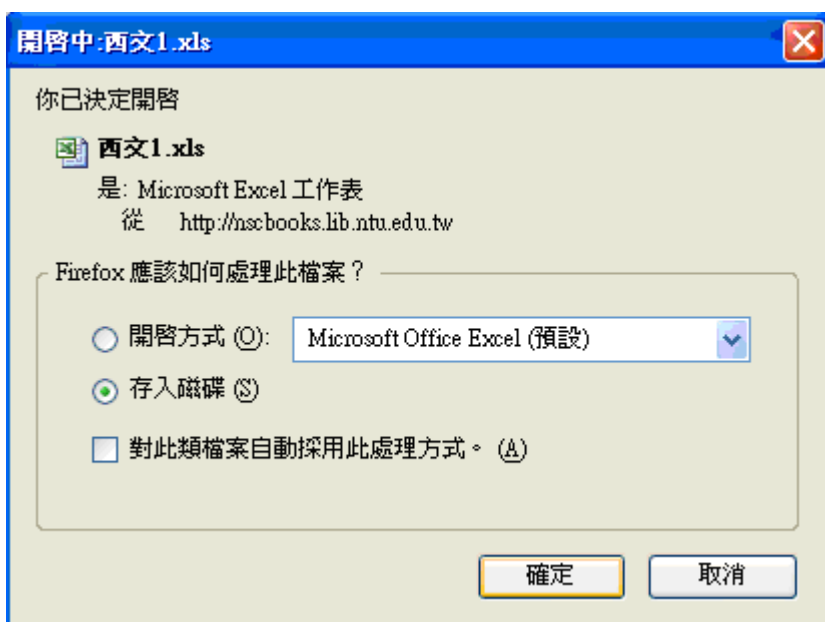 開啓中:西文1.xls
你已決定開啓
西文1.xls
是: Microsoft Excel 工作表
從 http://nscbooks.lib.ntu.edu.tw
Firefox 應該如何處理此檔案？
開啓方式 (O): Microsoft Office Excel (預設)
存入磁碟 (S)
對此類檔案自動採用此處理方式。 (A)
確定 取消